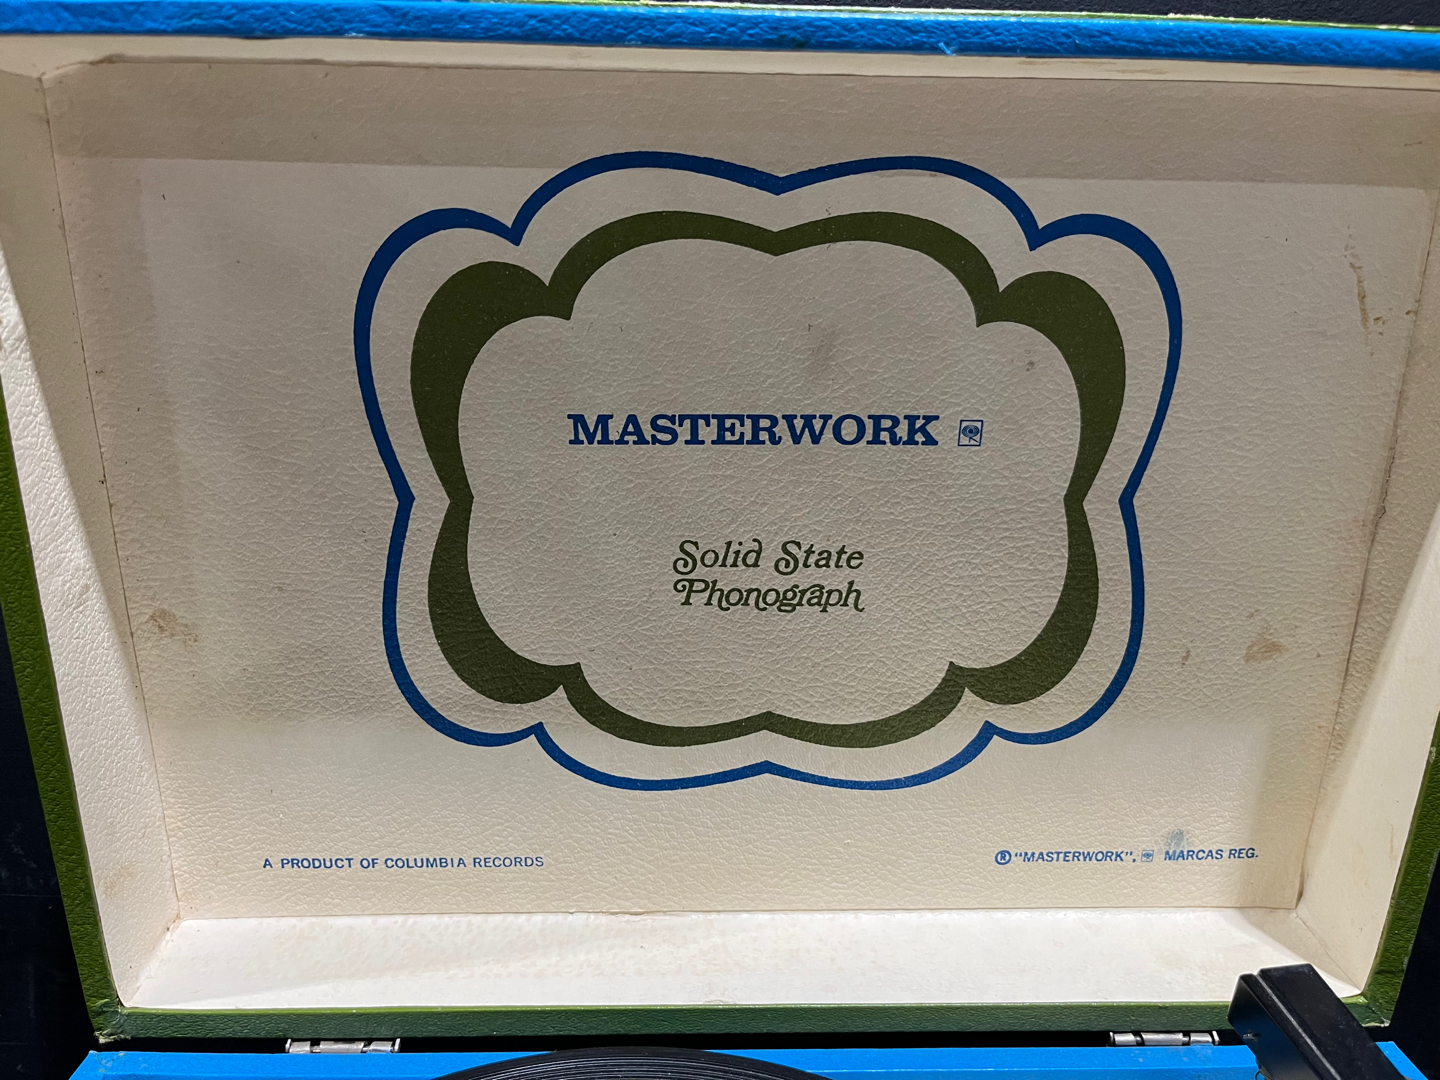 MASTERWORK
Solid State
Phonograph
A PRODUCT OF COLUMBIA RECORDS
® "MASTERWORK", MARCAS REG.